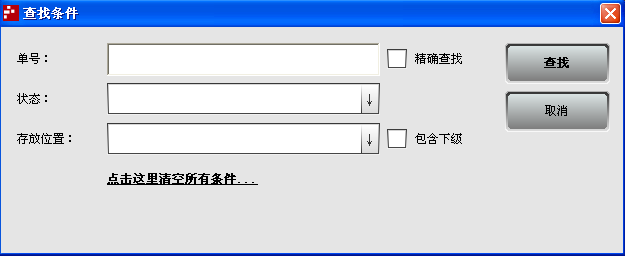 查找条件
单号：
精确查找
查找
状态：
取消
存放位置：
包含下级
点击这里清空所有条件...